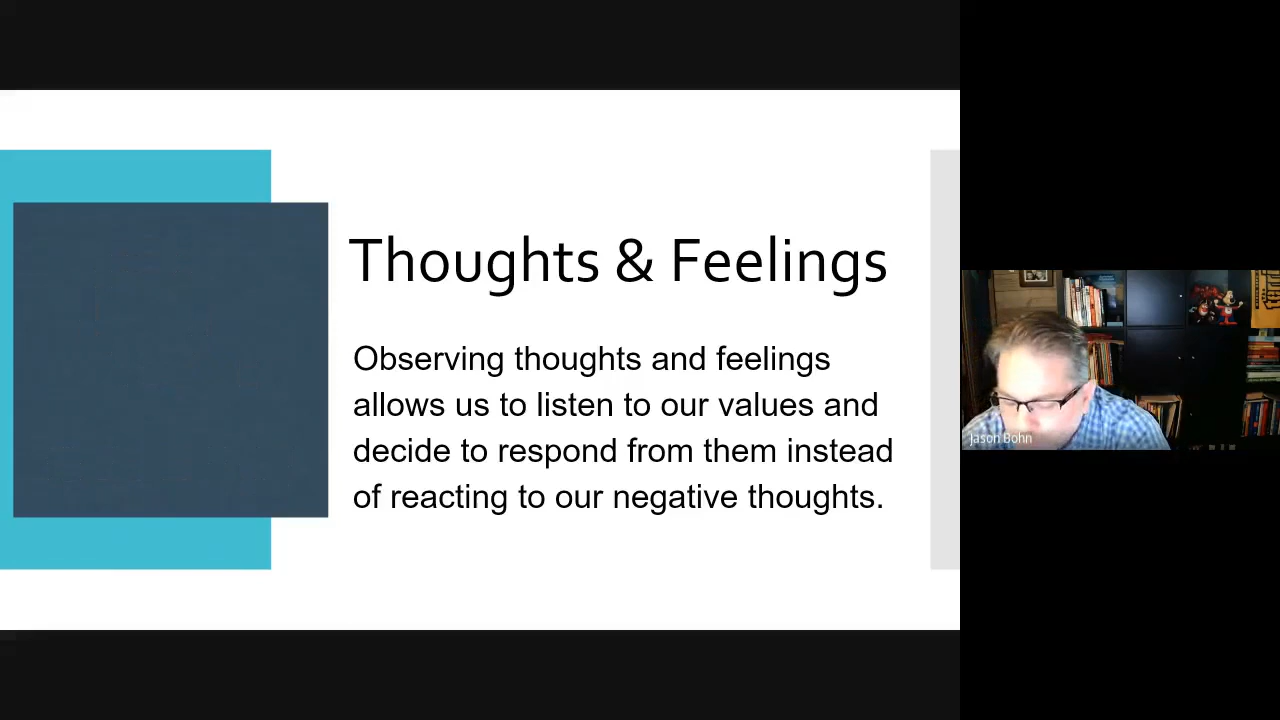 Thoughts & Feelings
Observing thoughts and feelings
allows us to listen to our values and
decide to respond from them instead
of reacting to our negative thoughts.
Jason Bohn